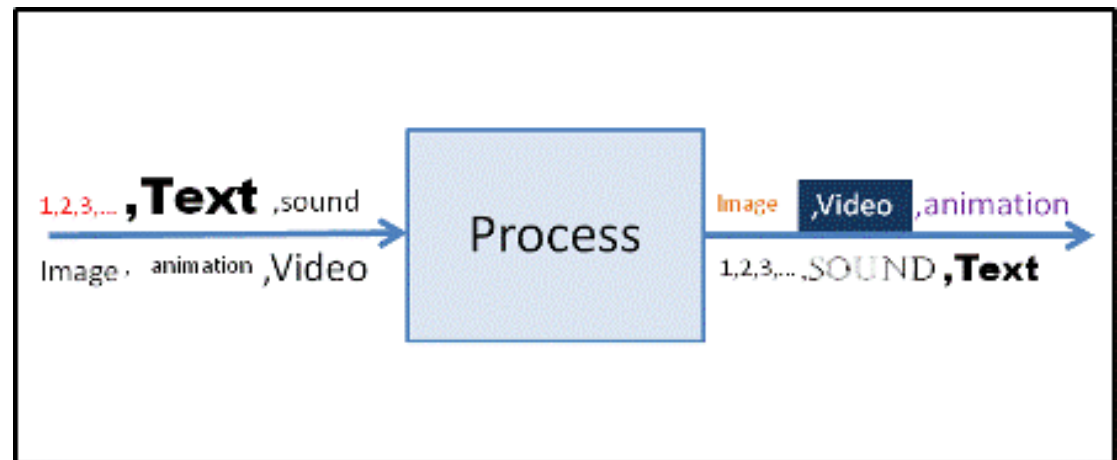 1,2,3,... ,Text ,sound
Image, animation ,Video
Process
Image ,Video ,animation
1,2,3,... ,SOUND ,Text